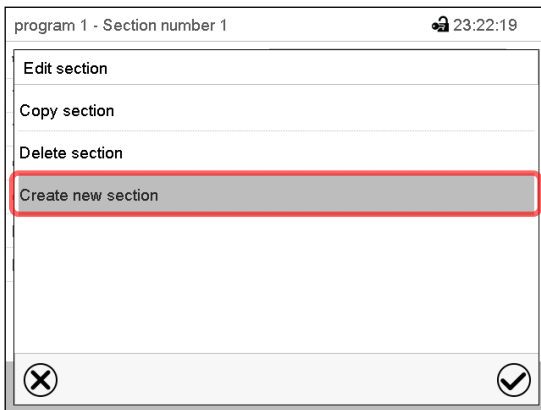 program 1 - Section number 1 23:22:19
Edit section
Copy section
Delete section
Create new section